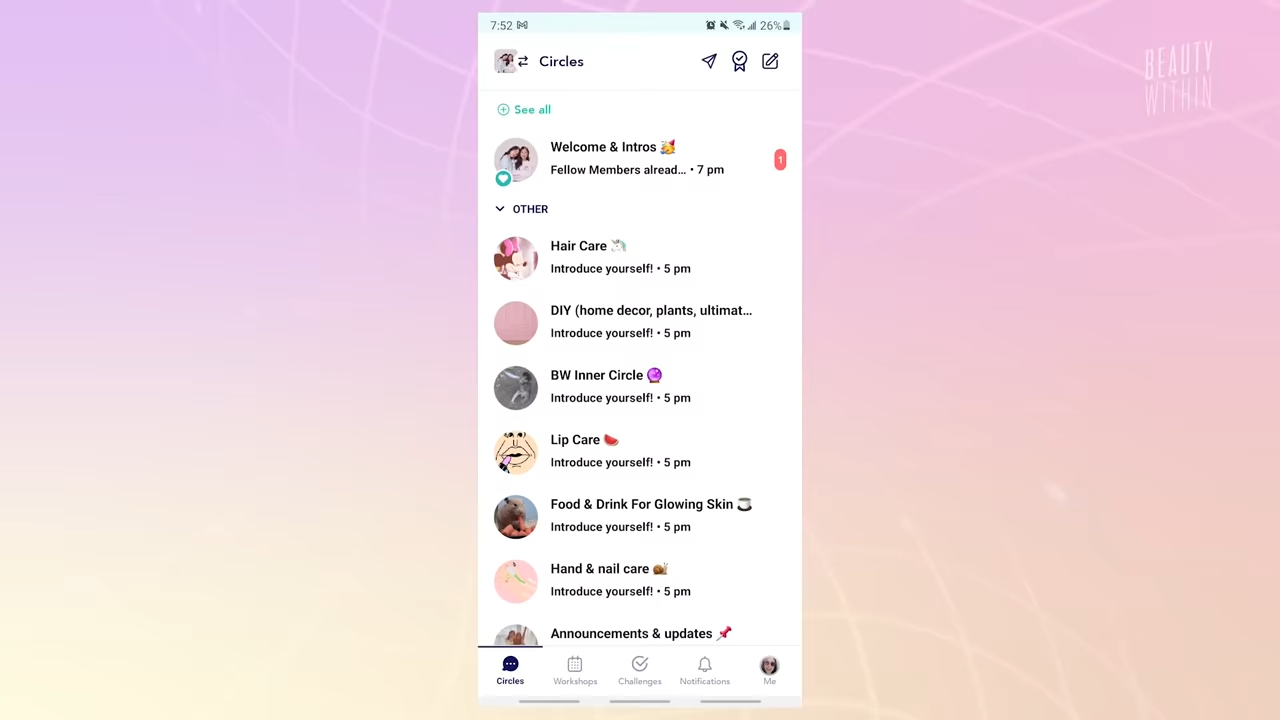 7:52
26%
Circles
BEAUTY
WITHIN
See all
Welcome & Intros 🥳
Fellow Members alread... • 7 pm
1
OTHER
Hair Care 🦄
Introduce yourself! • 5 pm
DIY (home decor, plants, ultimat...
Introduce yourself! • 5 pm
BW Inner Circle 🔮
Introduce yourself! • 5 pm
Lip Care 🍉
Introduce yourself! • 5 pm
Food & Drink For Glowing Skin ☕
Introduce yourself! • 5 pm
Hand & nail care 🐌
Introduce yourself! • 5 pm
Announcements & updates 📌
Circles
Workshops
Challenges
Notifications
Me